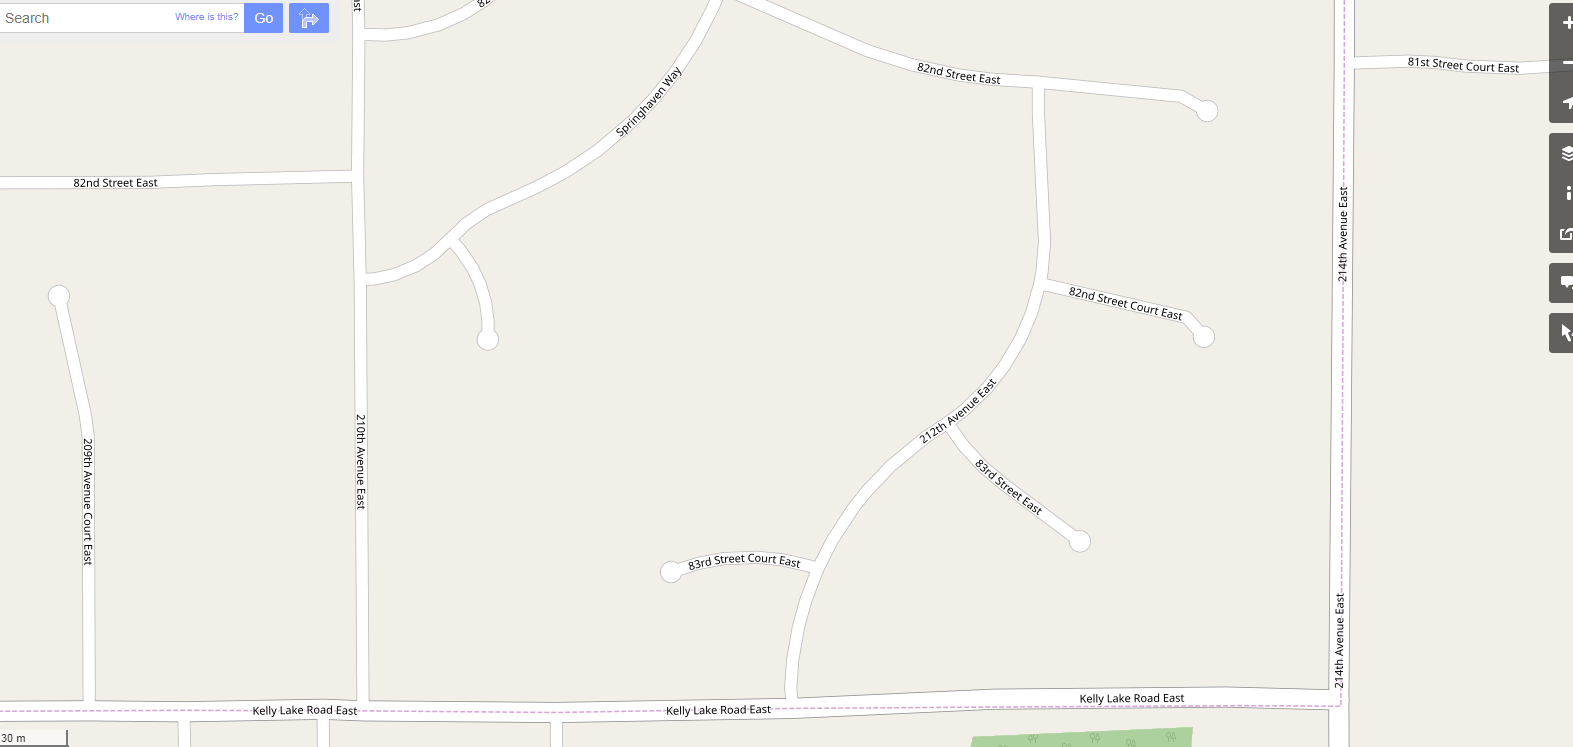 Search
Where is this?
Go
82nd Street East
81st Street Court East
Springhaven Way
82nd Street East
214th Avenue East
82nd Street Court East
212th Avenue East
210th Avenue East
209th Avenue Court East
83rd Street East
83rd Street Court East
214th Avenue East
Kelly Lake Road East
Kelly Lake Road East
Kelly Lake Road East
30 m